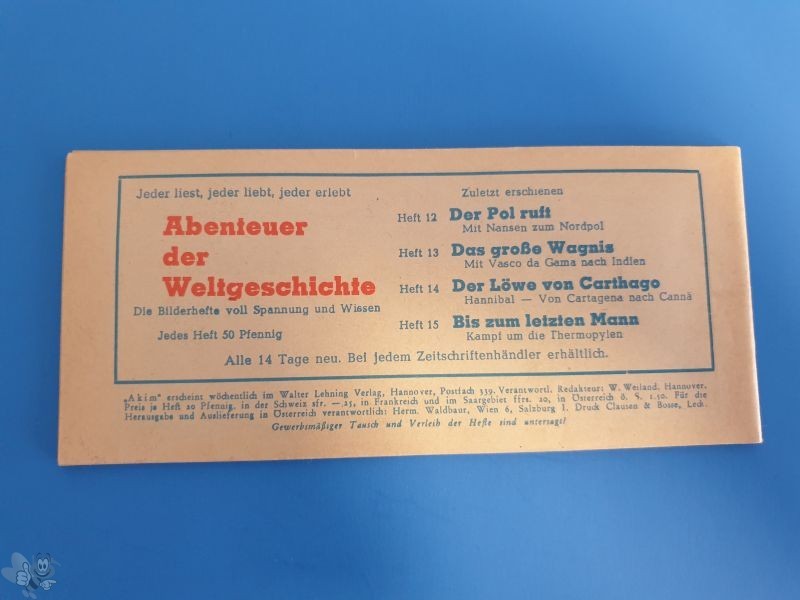 Jeder liest, jeder liebt, jeder erlebt
Abenteuer
der
Weltgeschichte
Die Bilderhefte voll Spannung und Wissen
Jedes Heft 50 Pfennig
Zuletzt erschienen
Heft 12 Der Pol ruft
Mit Nansen zum Nordpol
Heft 13 Das große Wagnis
Mit Vasco da Gama nach Indien
Heft 14 Der Löwe von Carthago
Hannibal — Von Cartagena nach Cannä
Heft 15 Bis zum letzten Mann
Kampf um die Thermopylen
Alle 14 Tage neu. Bei jedem Zeitschriftenhändler erhältlich.
„Akim“ erscheint wöchentlich im Walter Lehning Verlag, Hannover, Postfach 339. Verantwortl. Redakteur: W. Weiland, Hannover.
Preis je Heft 20 Pfennig, in der Schweiz sfr. —.25, in Frankreich und im Saargebiet ffrs. 20, in Österreich ö. S. 1.50. Für die
Herausgabe und Auslieferung in Österreich verantwortlich: Herm. Waldbaur, Wien 6, Salzburg 1. Druck Clausen & Bosse, Leck.
Gewerbsmäßiger Tausch und Verleih der Hefte sind untersagt!